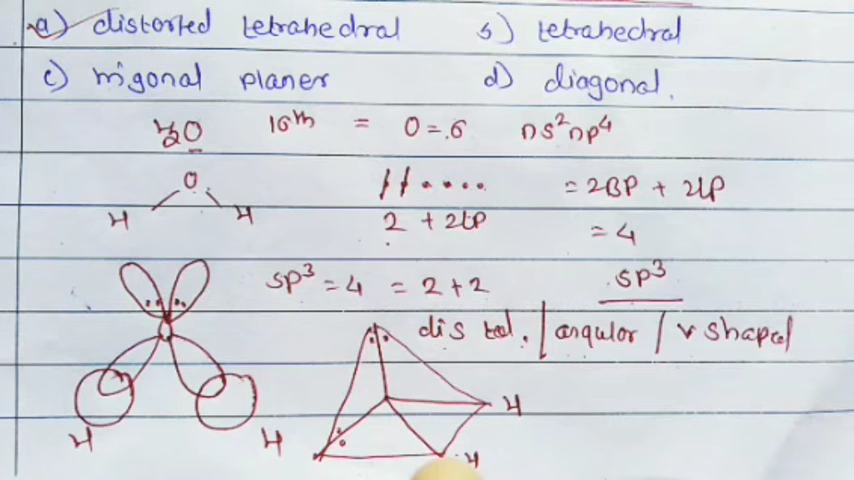 a) distorted tetrahedral b) tetrahedral
c) trigonal planer d) diagonal.
H₂O 16th = O = 6 ns²np⁴
O
H H
= 2BP + 2LP
2 + 2LP
= 4
sp³ = 4 = 2 + 2 sp³
dis tet. / angular / v shaped
H
H H
H